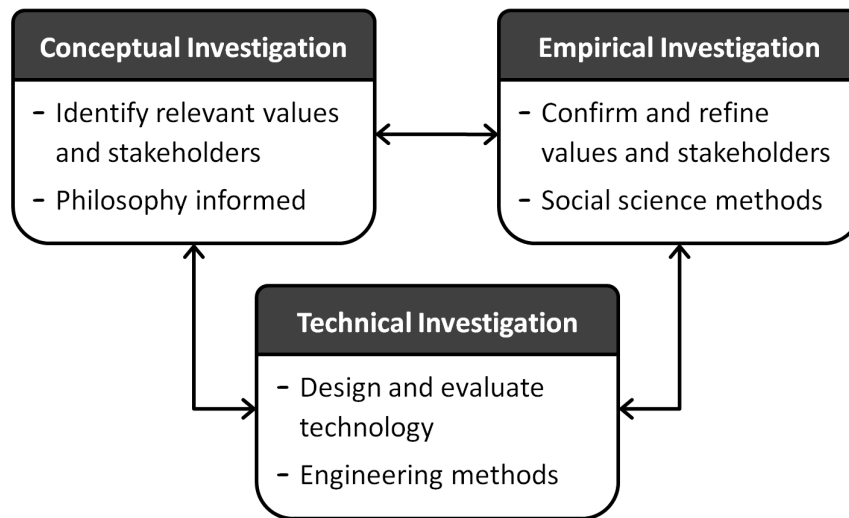 Conceptual Investigation
- Identify relevant values
and stakeholders
- Philosophy informed
Empirical Investigation
- Confirm and refine
values and stakeholders
- Social science methods
Technical Investigation
- Design and evaluate
technology
- Engineering methods